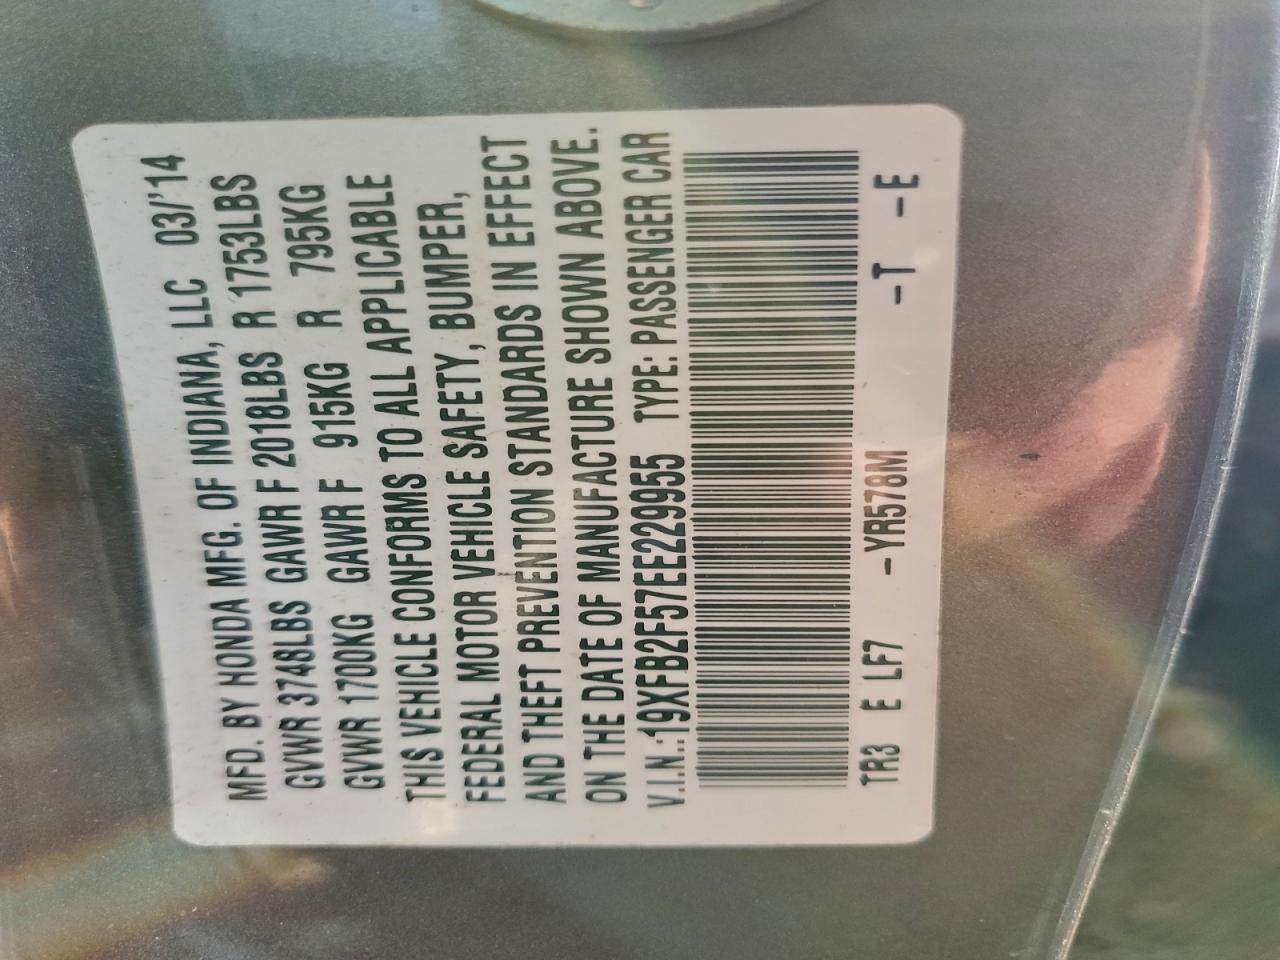 MFD. BY HONDA MFG. OF INDIANA, LLC 03/'14
GVWR 3748LBS GAWR F 2018LBS R 1753LBS
GVWR 1700KG GAWR F 915KG R 795KG
THIS VEHICLE CONFORMS TO ALL APPLICABLE
FEDERAL MOTOR VEHICLE SAFETY, BUMPER,
AND THEFT PREVENTION STANDARDS IN EFFECT
ON THE DATE OF MANUFACTURE SHOWN ABOVE.
V.I.N.:19XFB2F57EE229955 TYPE: PASSENGER CAR
TR3 E LF7 -YR578M -T -E